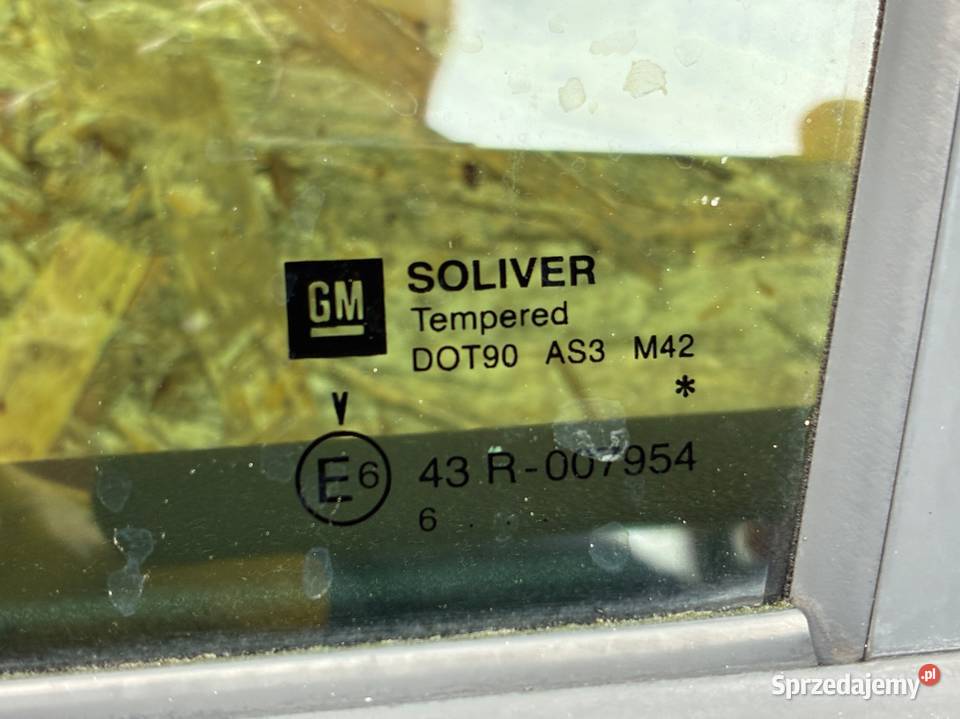 GM
SOLIVER
Tempered
DOT90 AS3 M42
*
V
E6 43 R-007954
6 . . .
Sprzedajemy.pl